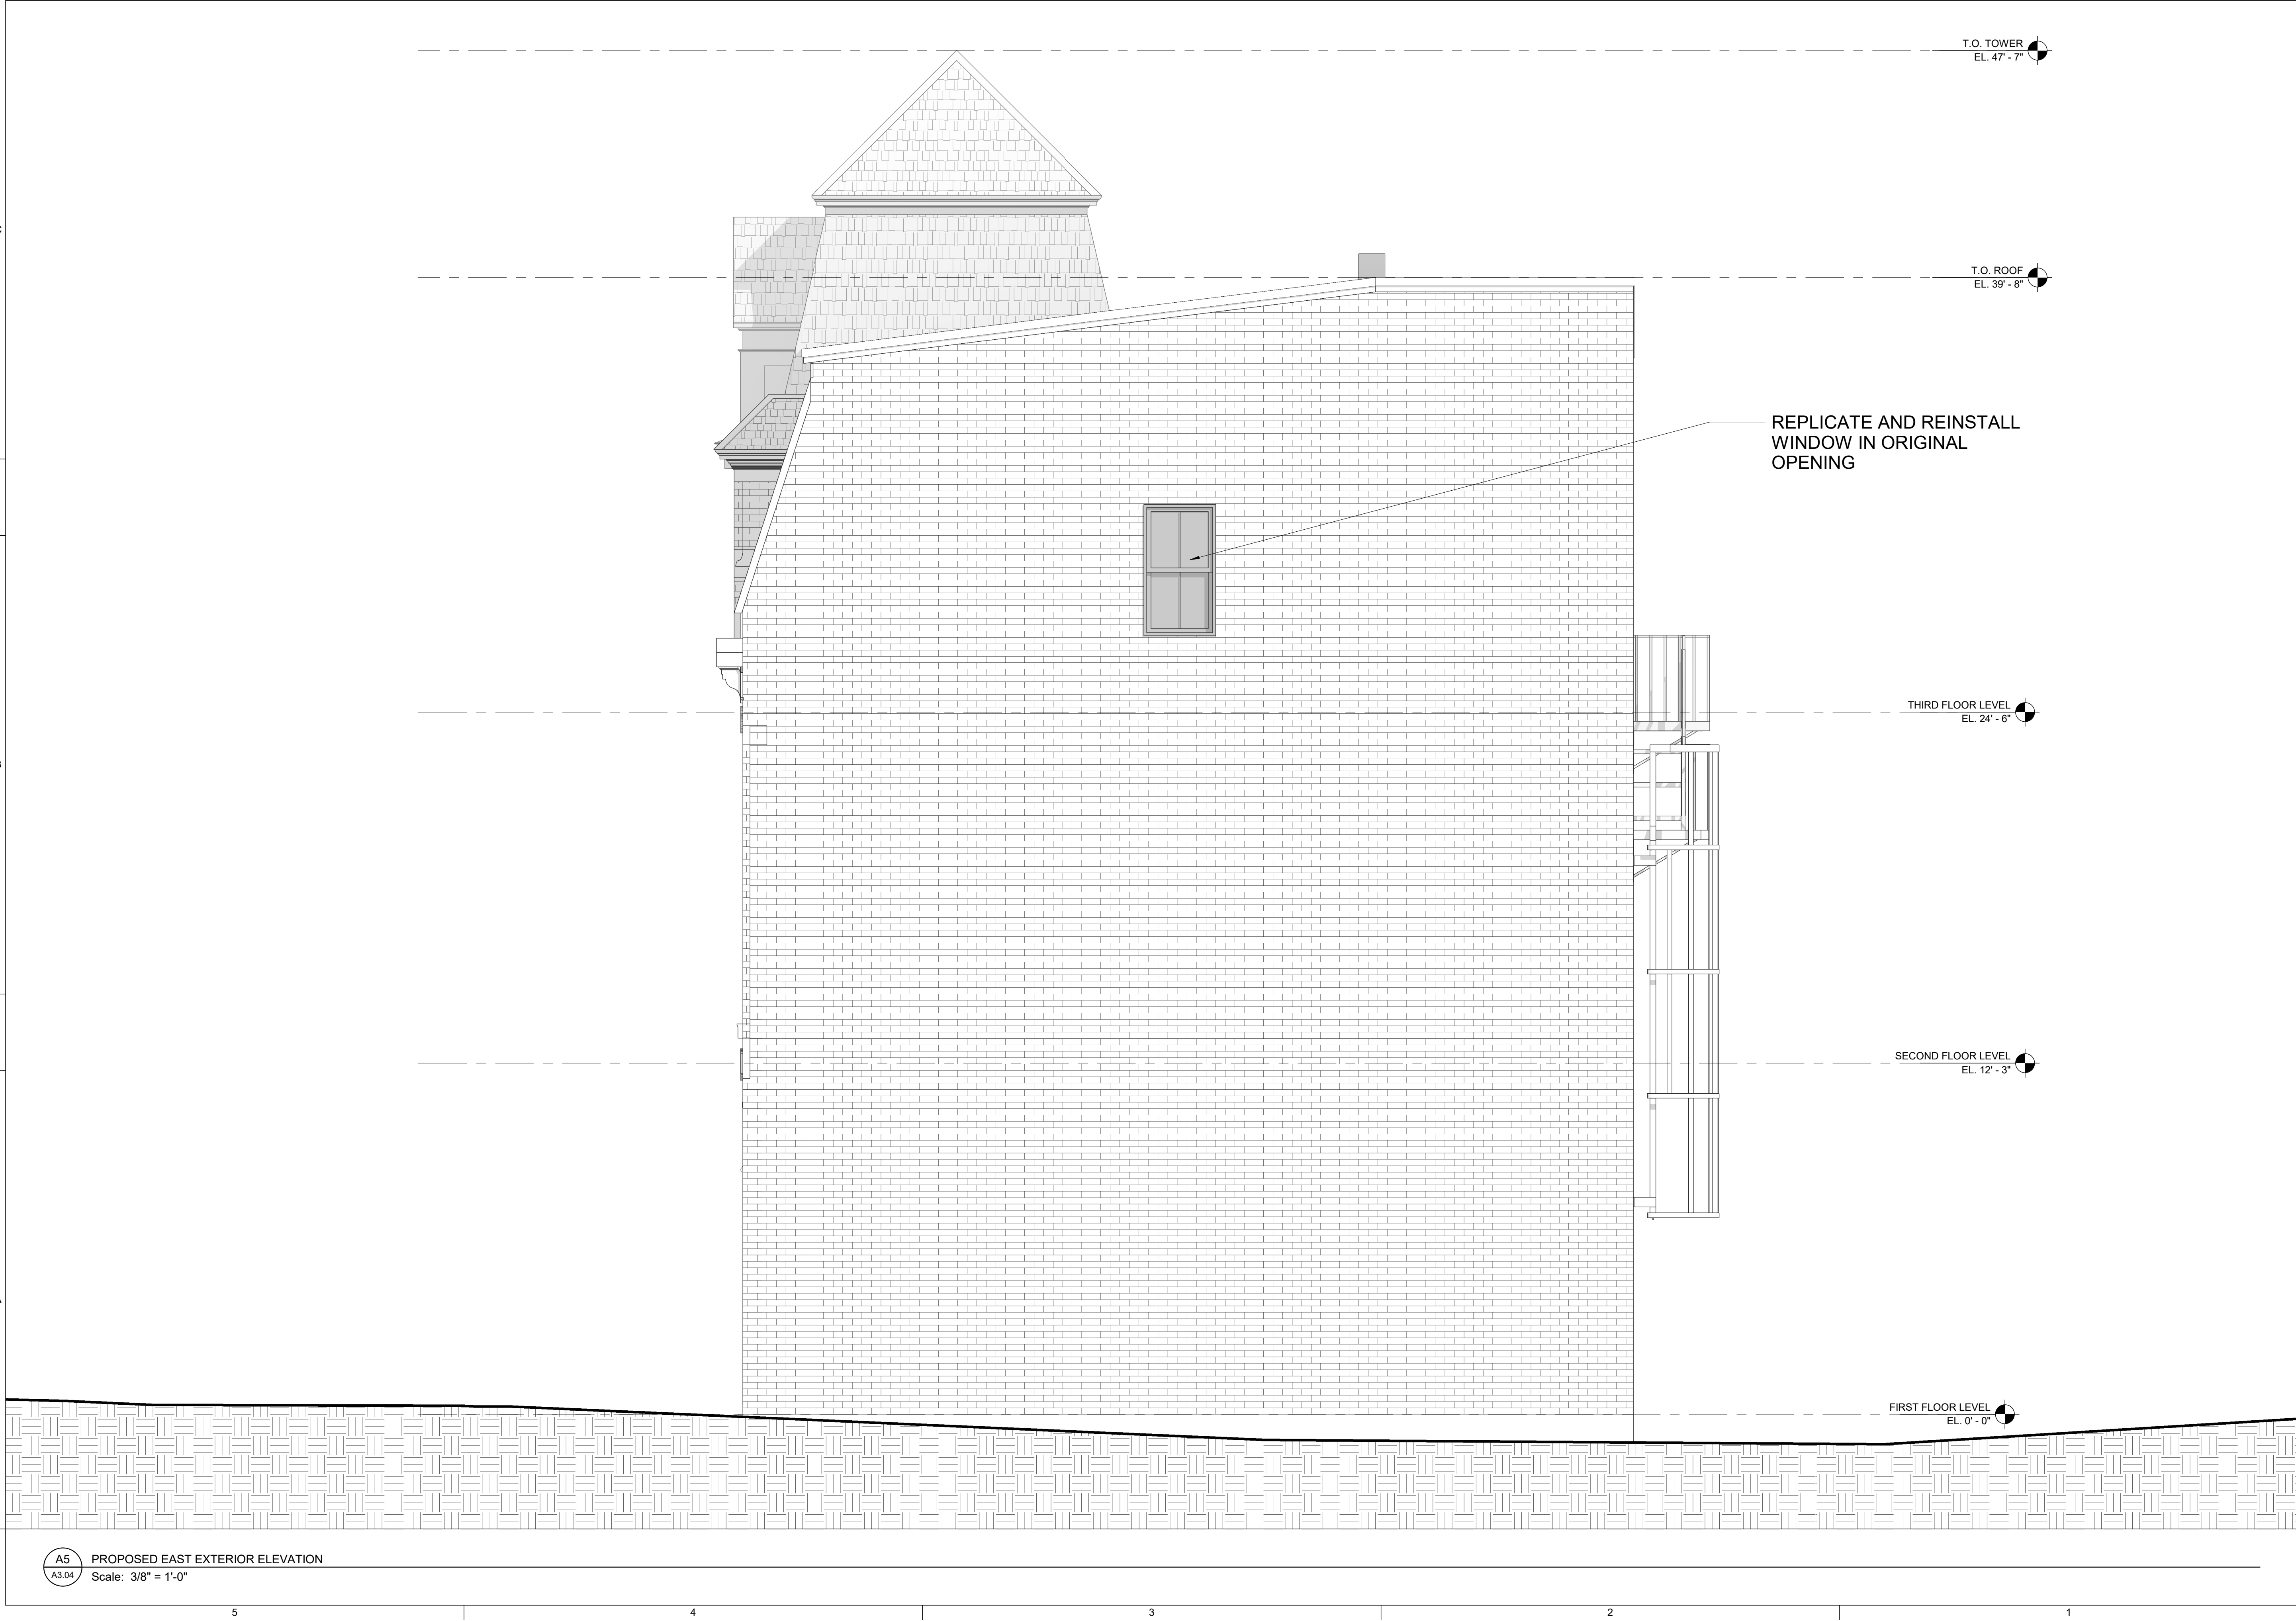 T.O. TOWER
EL. 47' - 7"
T.O. ROOF
EL. 39' - 8"
REPLICATE AND REINSTALL
WINDOW IN ORIGINAL
OPENING
THIRD FLOOR LEVEL
EL. 24' - 6"
SECOND FLOOR LEVEL
EL. 12' - 3"
FIRST FLOOR LEVEL
EL. 0' - 0"
A5
A3.04
PROPOSED EAST EXTERIOR ELEVATION
Scale: 3/8" = 1'-0"
5 4 3 2 1